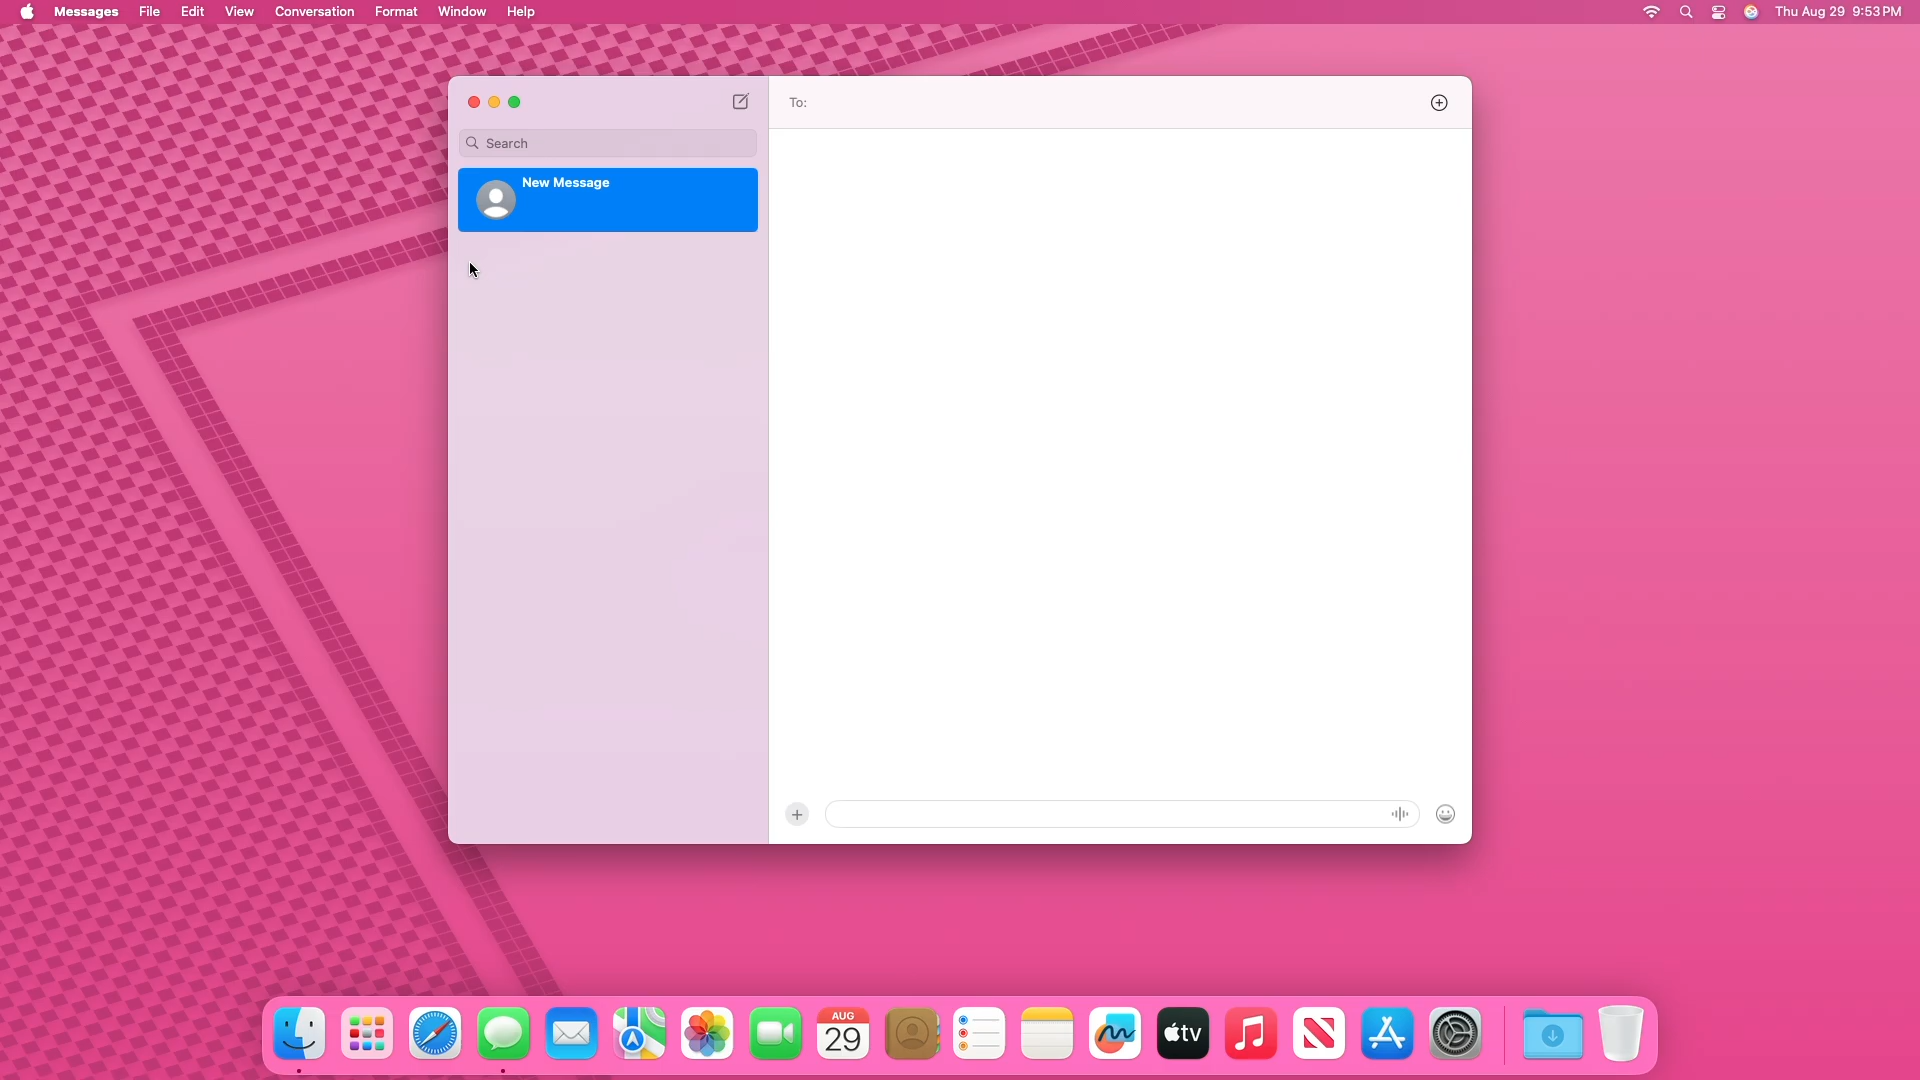 Messages File Edit View Conversation Format Window Help Thu Aug 29 9:53 PM
To:
Search
New Message
AUG
29
tv